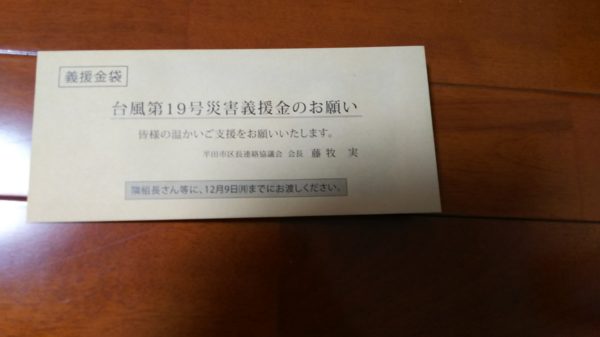 義援金袋
台風第19号災害義援金のお願い
皆様の温かいご支援をお願いいたします。
半田市区長連絡協議会 会長 藤牧 実
隣組長さん等に、12月9日(月)までにお渡しください。